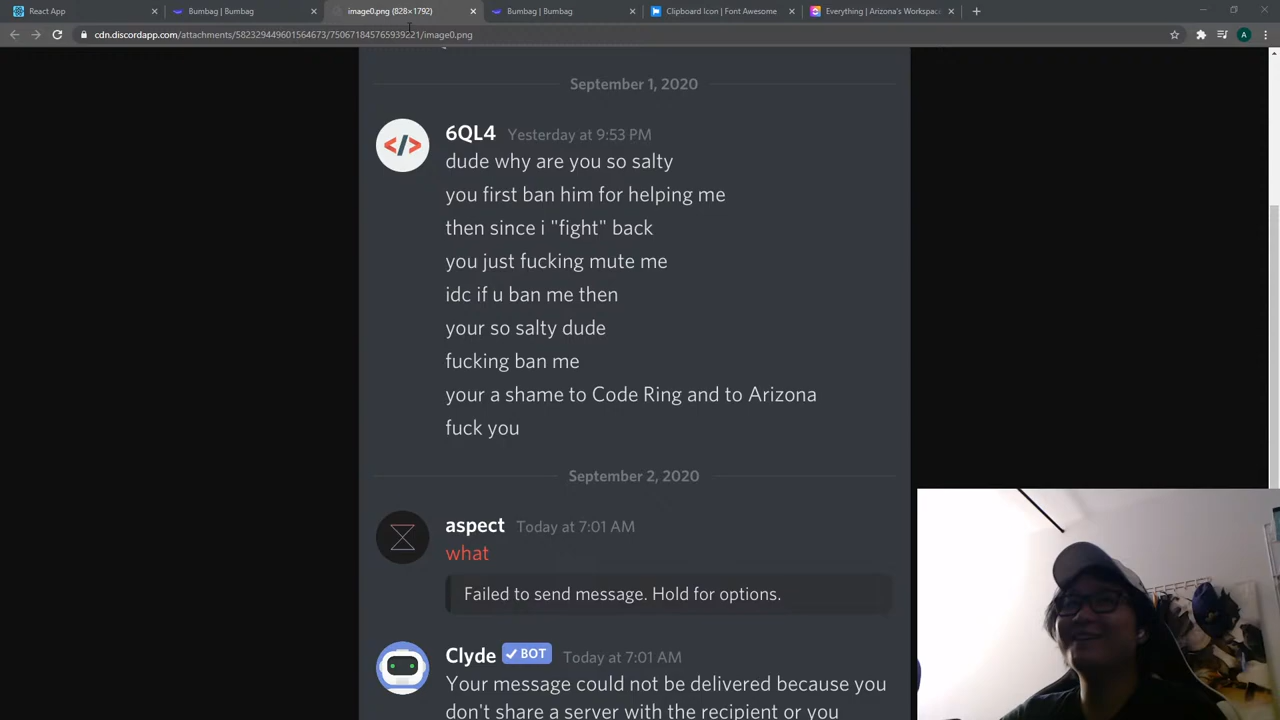 React App
Bumbag | Bumbag
image0.png (828×1792)
Bumbag | Bumbag
Clipboard Icon | Font Awesome
Everything | Arizona's Workspac
cdn.discordapp.com/attachments/582329449601564673/750671845765939221/image0.png
A
September 1, 2020
6QL4 Yesterday at 9:53 PM
dude why are you so salty
you first ban him for helping me
then since i "fight" back
you just fucking mute me
idc if u ban me then
your so salty dude
fucking ban me
your a shame to Code Ring and to Arizona
fuck you
September 2, 2020
aspect Today at 7:01 AM
what
Failed to send message. Hold for options.
Clyde BOT Today at 7:01 AM
Your message could not be delivered because you
don't share a server with the recipient or you